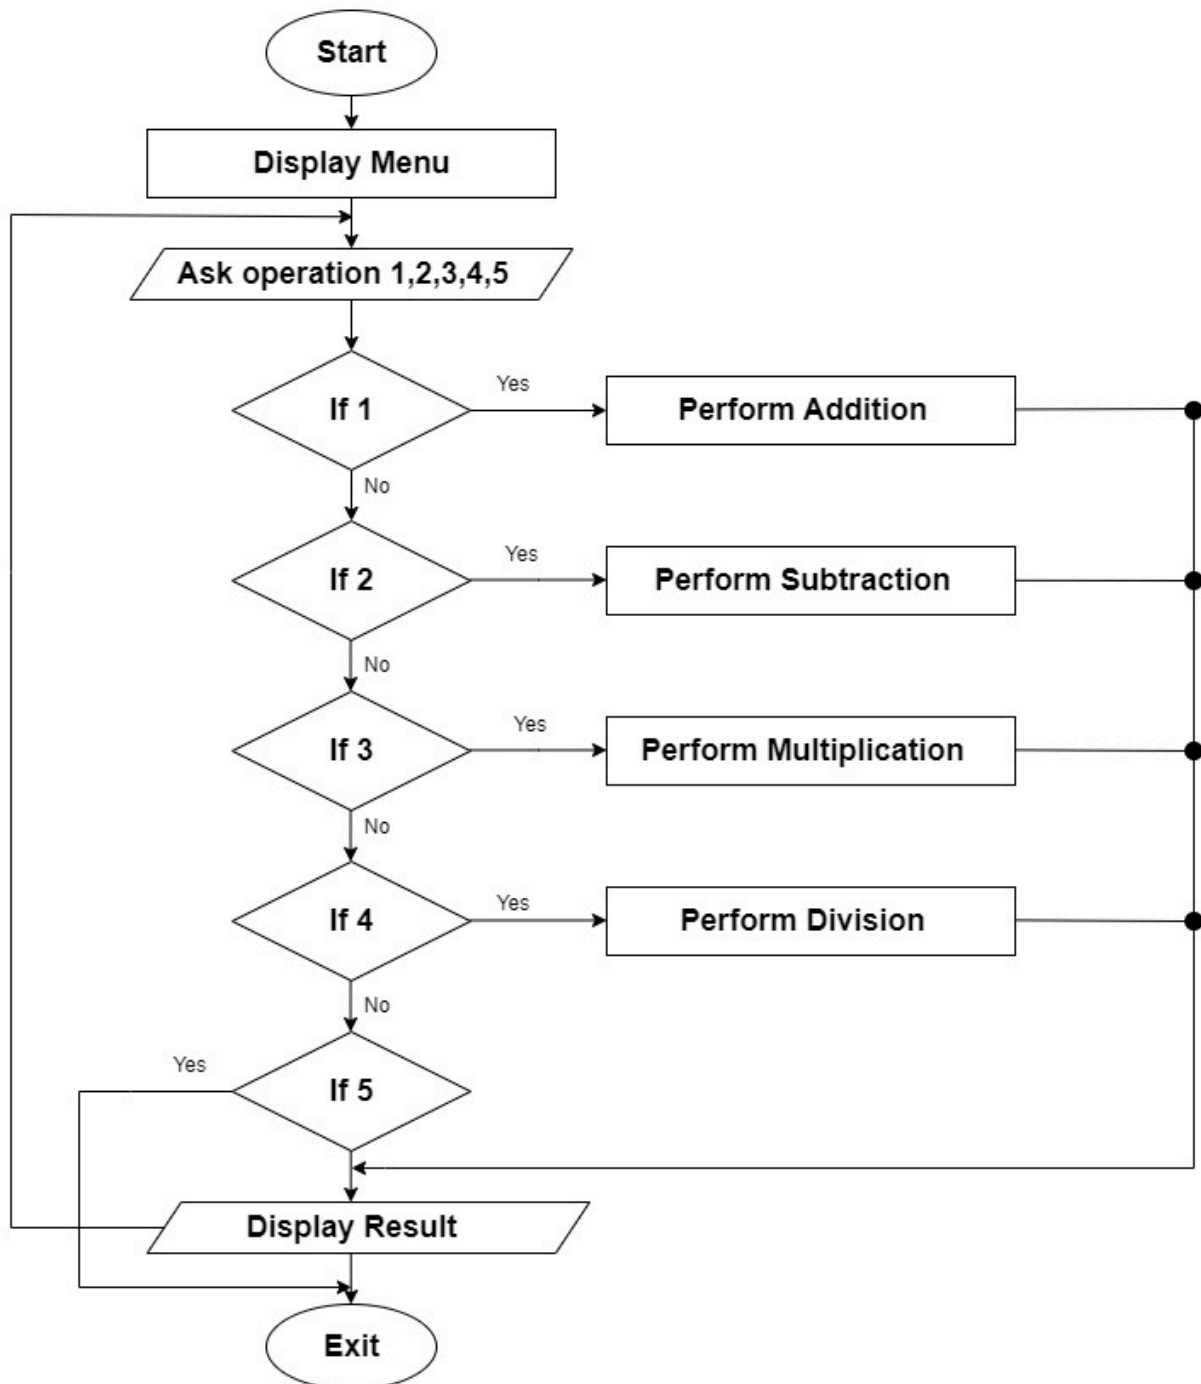 Start
Display Menu
Ask operation 1,2,3,4,5
If 1
Yes
Perform Addition
No
If 2
Yes
Perform Subtraction
No
If 3
Yes
Perform Multiplication
No
If 4
Yes
Perform Division
No
Yes
If 5
Display Result
Exit